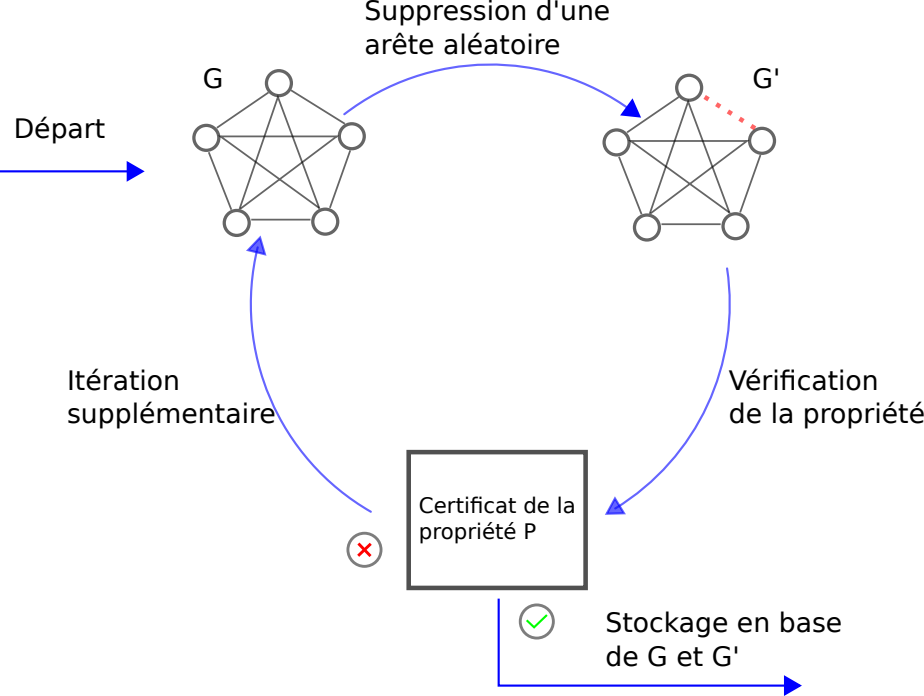 Suppression d'une
arête aléatoire
G
G'
Départ
Itération
supplémentaire
Vérification
de la propriété
Certificat de la
propriété P
Stockage en base
de G et G'